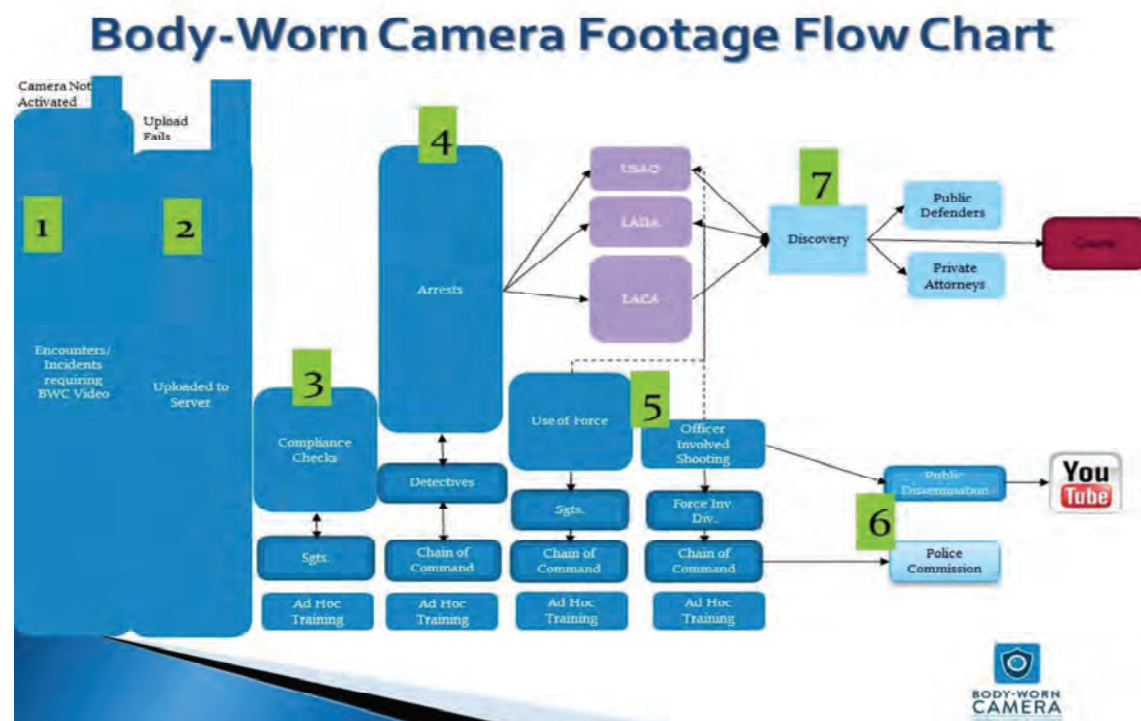 Body-Worn Camera Footage Flow Chart
Camera Not
Activated
Upload
Fails
1
2
Encounters/
Incidents
requiring
BWC Video
Uploaded to
Server
3
Compliance
Checks
Sgts.
Ad Hoc
Training
4
Arrests
Detectives
Chain of
Command
Ad Hoc
Training
USAO
LADA
LACA
5
Use of Force
Sgts.
Chain of
Command
Ad Hoc
Training
Officer
Involved
Shooting
Force Inv.
Div.
Chain of
Command
Ad Hoc
Training
7
Discovery
Public
Defenders
Private
Attorneys
6
Public
Dissemination
Police
Commission
You
Tube
BODY-WORN
CAMERA